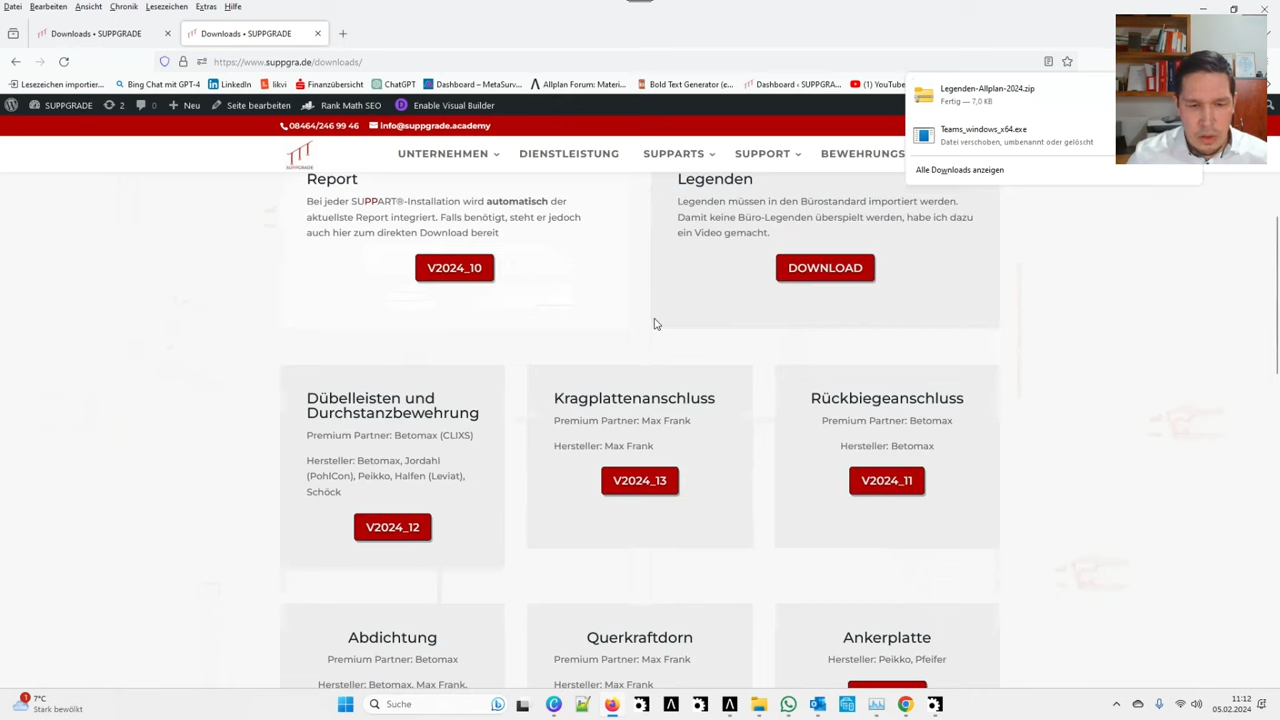 Datei Bearbeiten Ansicht Chronik Lesezeichen Extras Hilfe
Downloads • SUPPGRADE
Downloads • SUPPGRADE
https://www.suppgra.de/downloads/
Lesezeichen importier... Bing Chat mit GPT-4 LinkedIn likvi Finanzübersicht ChatGPT Dashboard – MetaSurv... Allplan Forum: Materi... Bold Text Generator (e... Dashboard ‹ SUPPGRA... YouTube
SUPPGRADE 2 0 Neu Seite bearbeiten Rank Math SEO Enable Visual Builder
Legenden-Allplan-2024.zip
Fertig — 7,0 KB
Teams_windows_x64.exe
Datei verschoben, umbenannt oder gelöscht
Alle Downloads anzeigen
08464/246 99 46 info@suppgrade.academy
SUPPGRADE
UNTERNEHMEN DIENSTLEISTUNG SUPPARTS SUPPORT BEWEHRUNGS
Report
Bei jeder SUPPART®-Installation wird automatisch der
aktuellste Report integriert. Falls benötigt, steht er jedoch
auch hier zum direkten Download bereit
V2024_10
Legenden
Legenden müssen in den Bürostandard importiert werden.
Damit keine Büro-Legenden überspielt werden, habe ich dazu
ein Video gemacht.
DOWNLOAD
Dübelleisten und
Durchstanzbewehrung
Premium Partner: Betomax (CLIXS)
Hersteller: Betomax, Jordahl
(PohlCon), Peikko, Halfen (Leviat),
Schöck
V2024_12
Kragplattenanschluss
Premium Partner: Max Frank
Hersteller: Max Frank
V2024_13
Rückbiegeanschluss
Premium Partner: Betomax
Hersteller: Betomax
V2024_11
Abdichtung
Premium Partner: Betomax
Hersteller: Betomax, Max Frank,
Querkraftdorn
Premium Partner: Max Frank
Hersteller: Max Frank
Ankerplatte
Hersteller: Peikko, Pfeifer
1
7°C
Stark bewölkt
Suche
11:12
05.02.2024